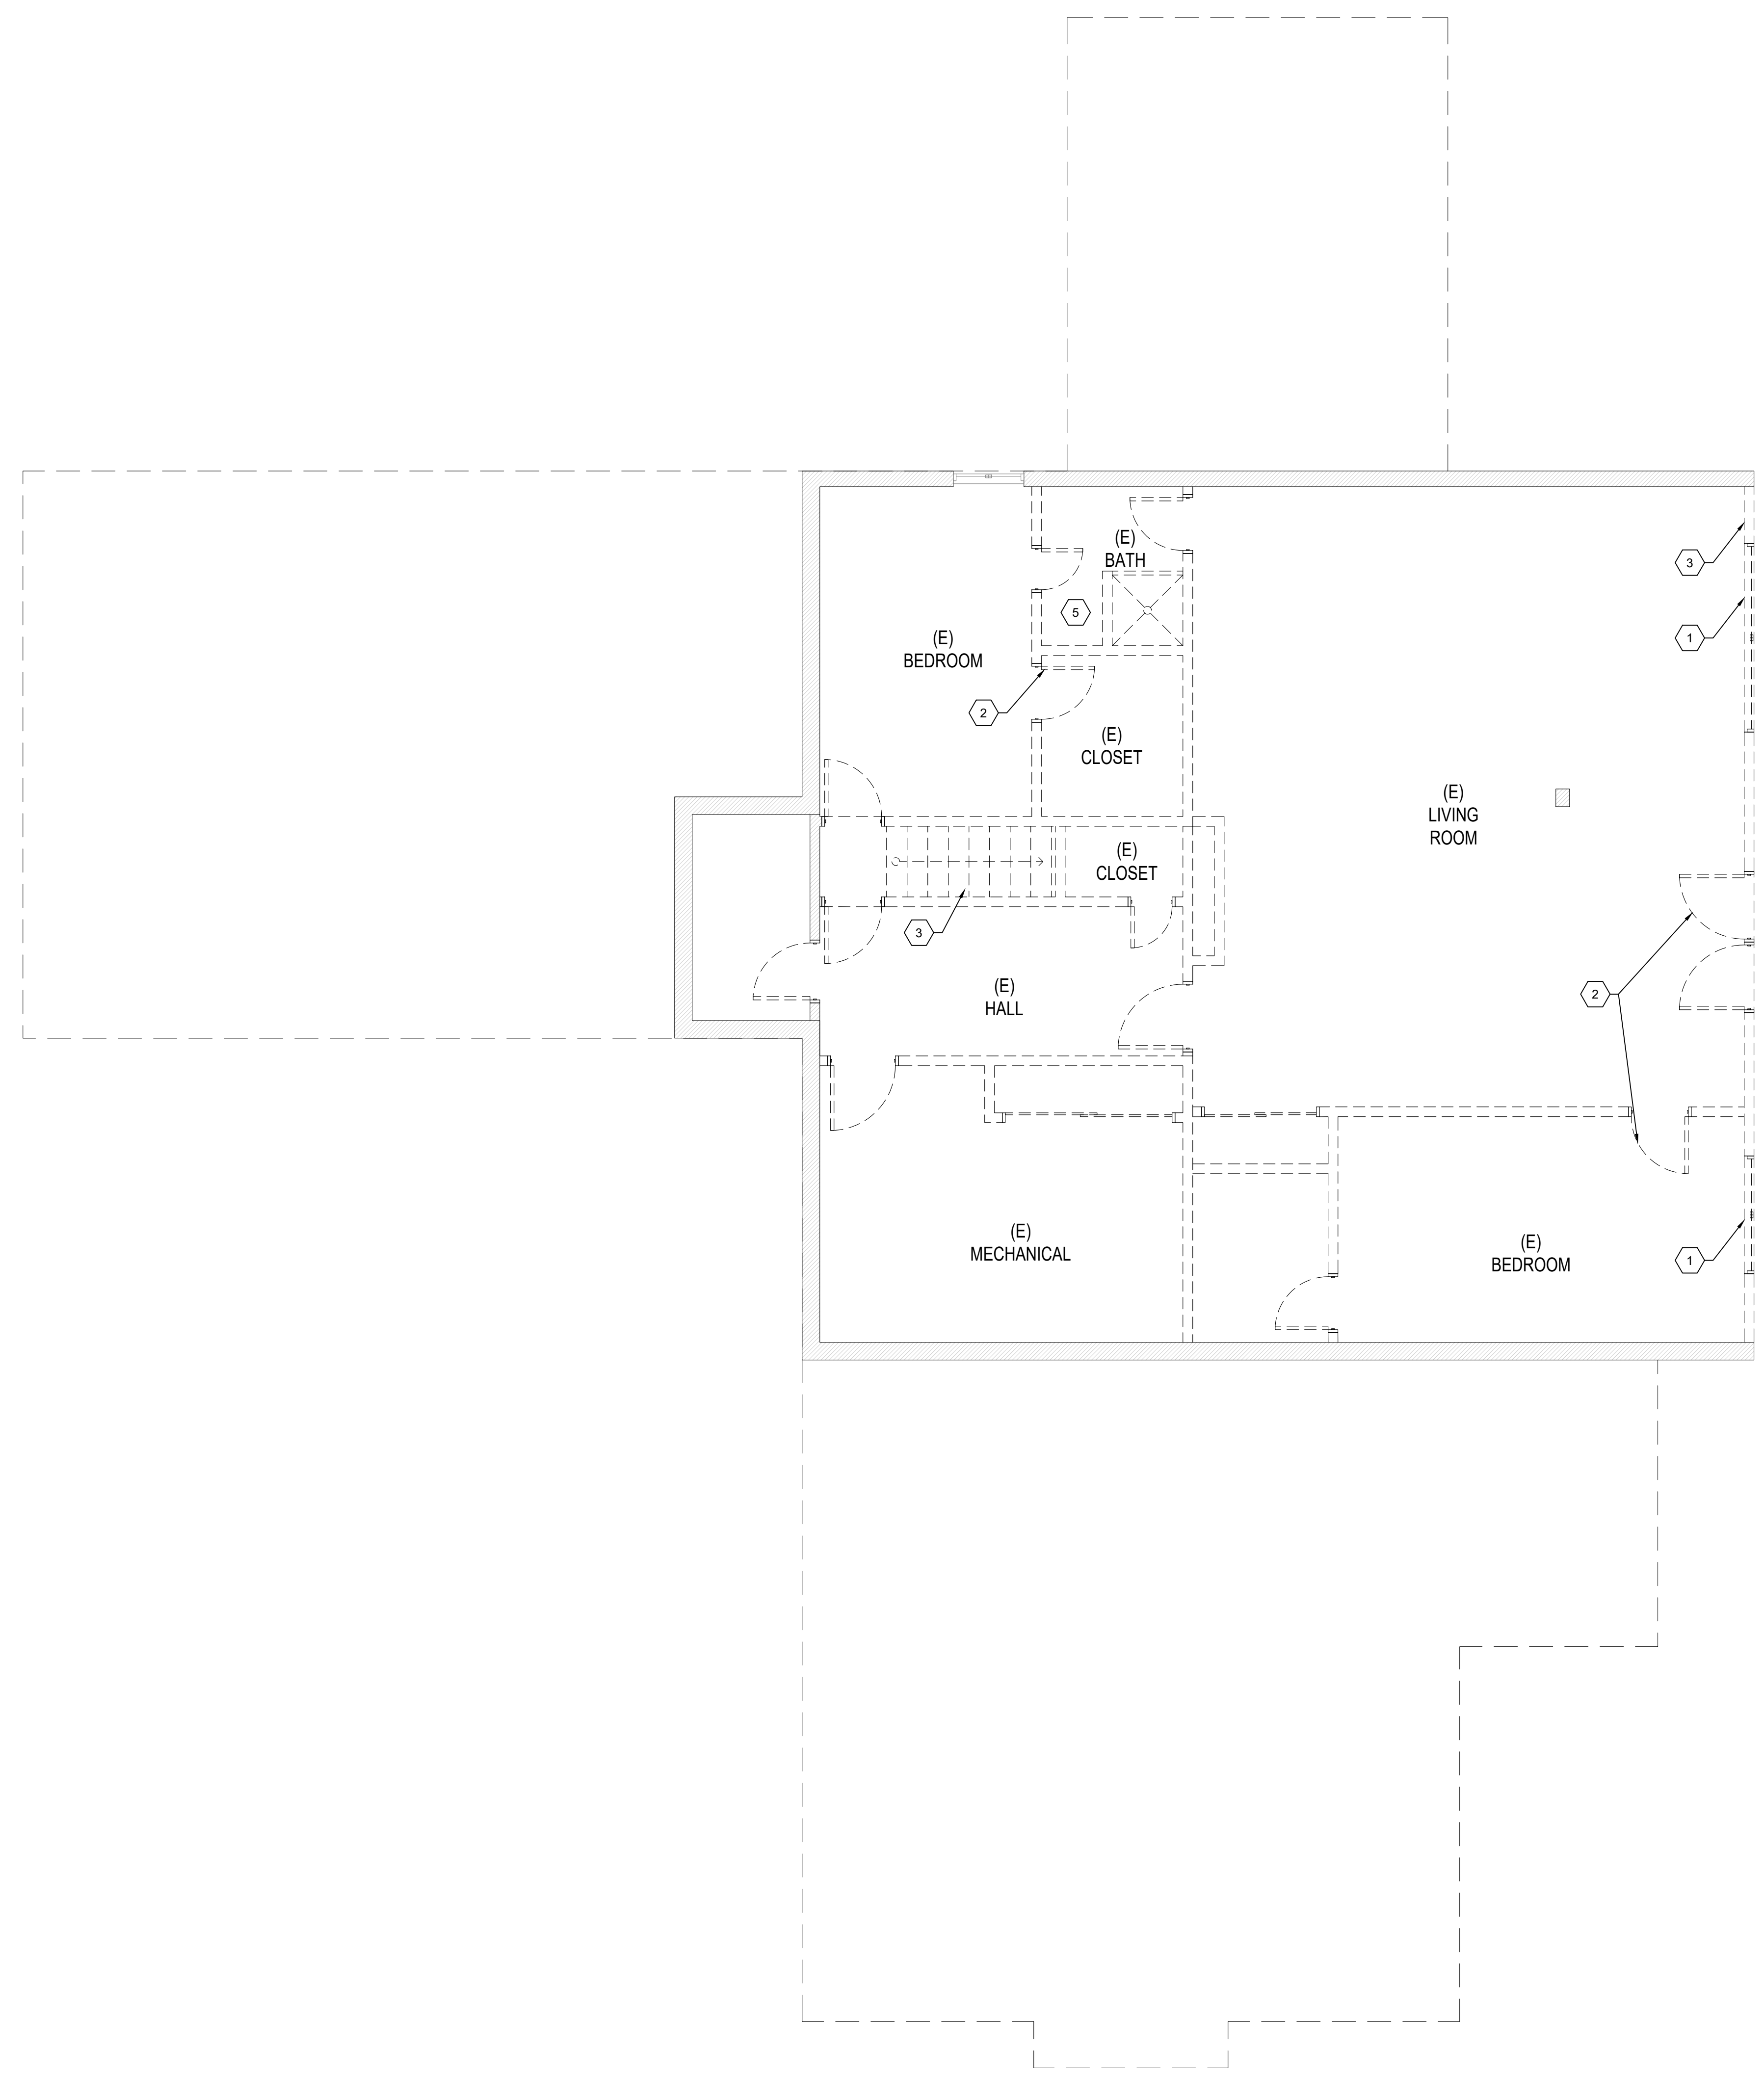 (E)
BATH
3
5
1
(E)
BEDROOM
2
(E)
CLOSET
(E)
LIVING
ROOM
(E)
CLOSET
3
2
(E)
HALL
(E)
MECHANICAL
(E)
BEDROOM
1